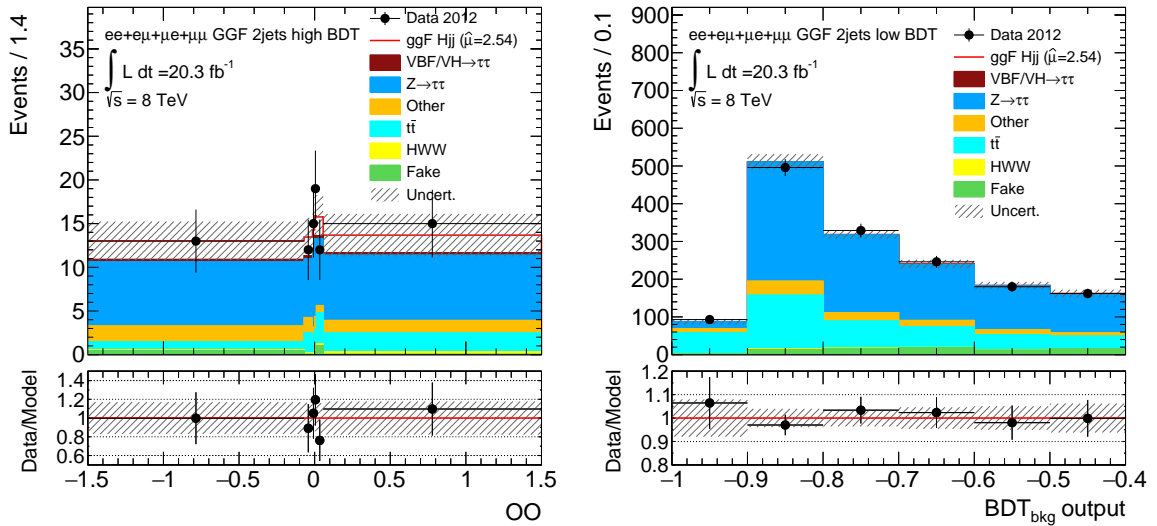 Events / 1.4
ee+eμ+μe+μμ GGF 2jets high BDT
∫ L dt =20.3 fb⁻¹
√s = 8 TeV
Data 2012
ggF Hjj (μ̂=2.54)
VBF/VH→ττ
Z→ττ
Other
tt̄
HWW
Fake
Uncert.
35
30
25
20
15
10
5
0
Data/Model
1.4
1.2
1
0.8
0.6
−1.5 −1 −0.5 0 0.5 1 1.5
OO
Events / 0.1
ee+eμ+μe+μμ GGF 2jets low BDT
∫ L dt =20.3 fb⁻¹
√s = 8 TeV
Data 2012
ggF Hjj (μ̂=2.54)
VBF/VH→ττ
Z→ττ
Other
tt̄
HWW
Fake
Uncert.
900
800
700
600
500
400
300
200
100
0
Data/Model
1.2
1.1
1
0.9
0.8
−1 −0.9 −0.8 −0.7 −0.6 −0.5 −0.4
BDT_bkg output